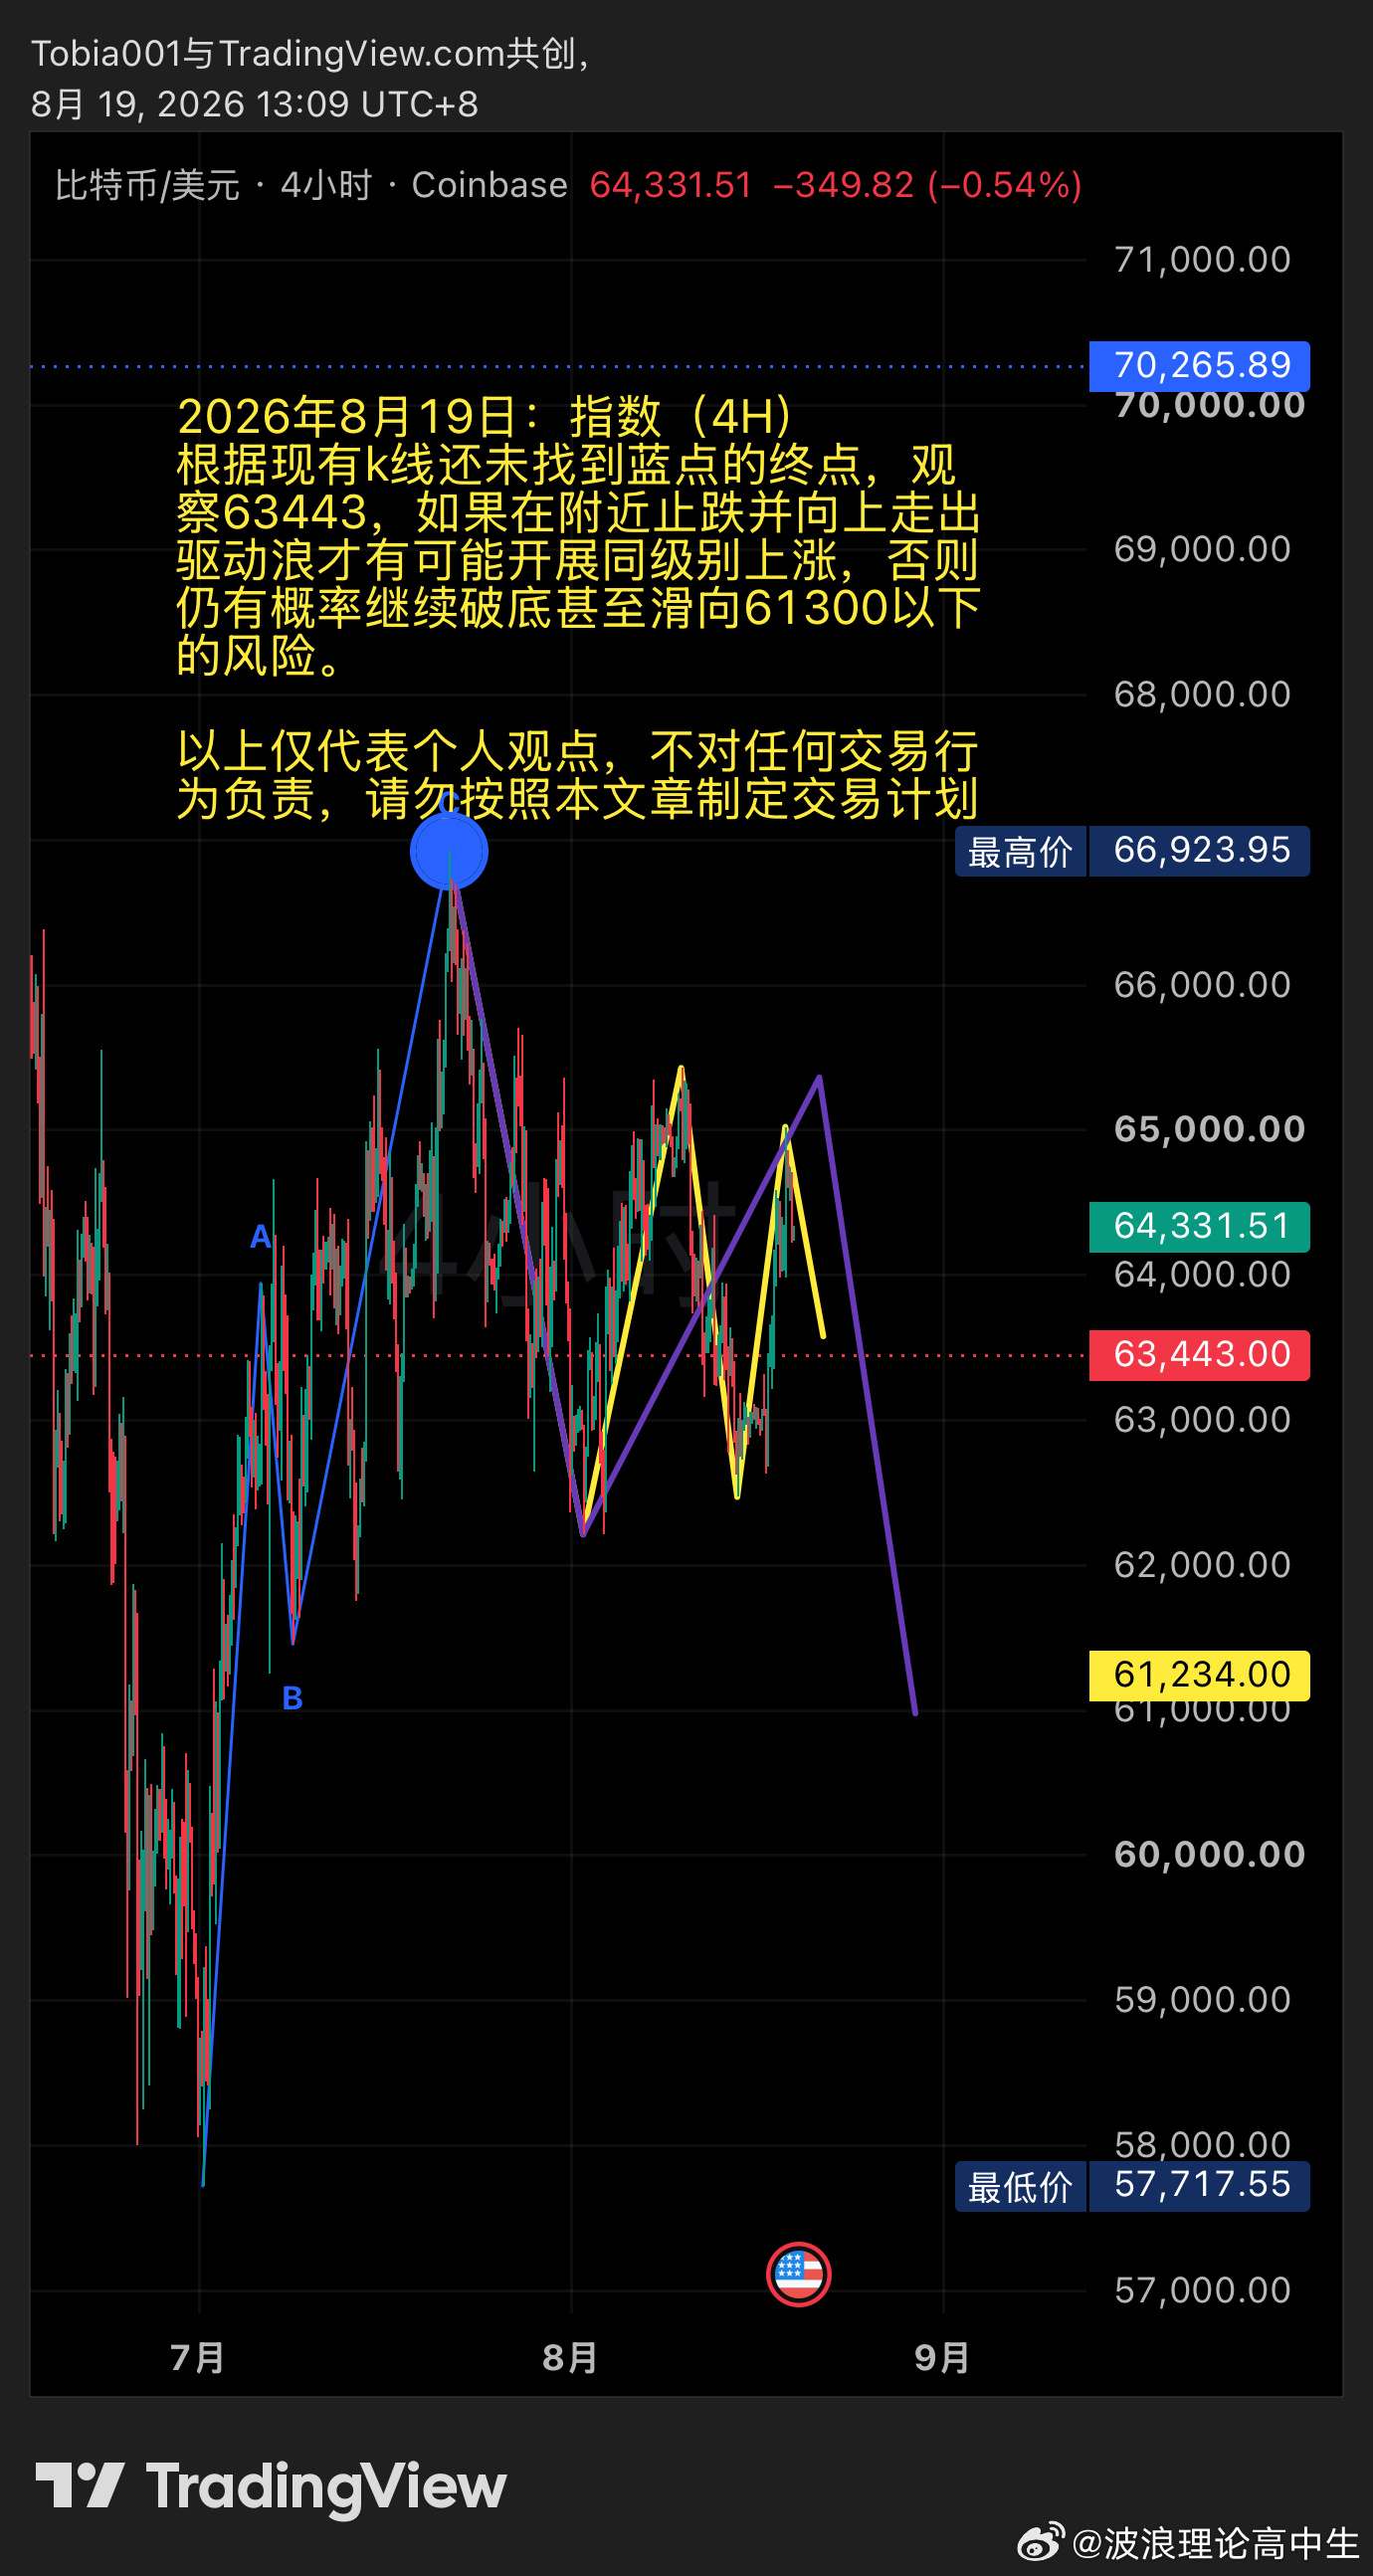 Tobia001与TradingView.com共创，
8月 19, 2026 13:09 UTC+8
比特币/美元 · 4小时 · Coinbase 64,331.51 −349.82 (−0.54%)
71,000.00
70,265.89
70,000.00
2026年8月19日：指数（4H）
根据现有k线还未找到蓝点的终点，观
察63443，如果在附近止跌并向上走出
驱动浪才有可能开展同级别上涨，否则
仍有概率继续破底甚至滑向61300以下
的风险。
69,000.00
68,000.00
以上仅代表个人观点，不对任何交易行
为负责，请勿按照本文章制定交易计划
C
最高价 66,923.95
66,000.00
65,000.00
4小时
A
64,331.51
64,000.00
63,443.00
63,000.00
62,000.00
61,234.00
61,000.00
B
60,000.00
59,000.00
58,000.00
最低价 57,717.55
57,000.00
7月 8月 9月
TradingView
@波浪理论高中生